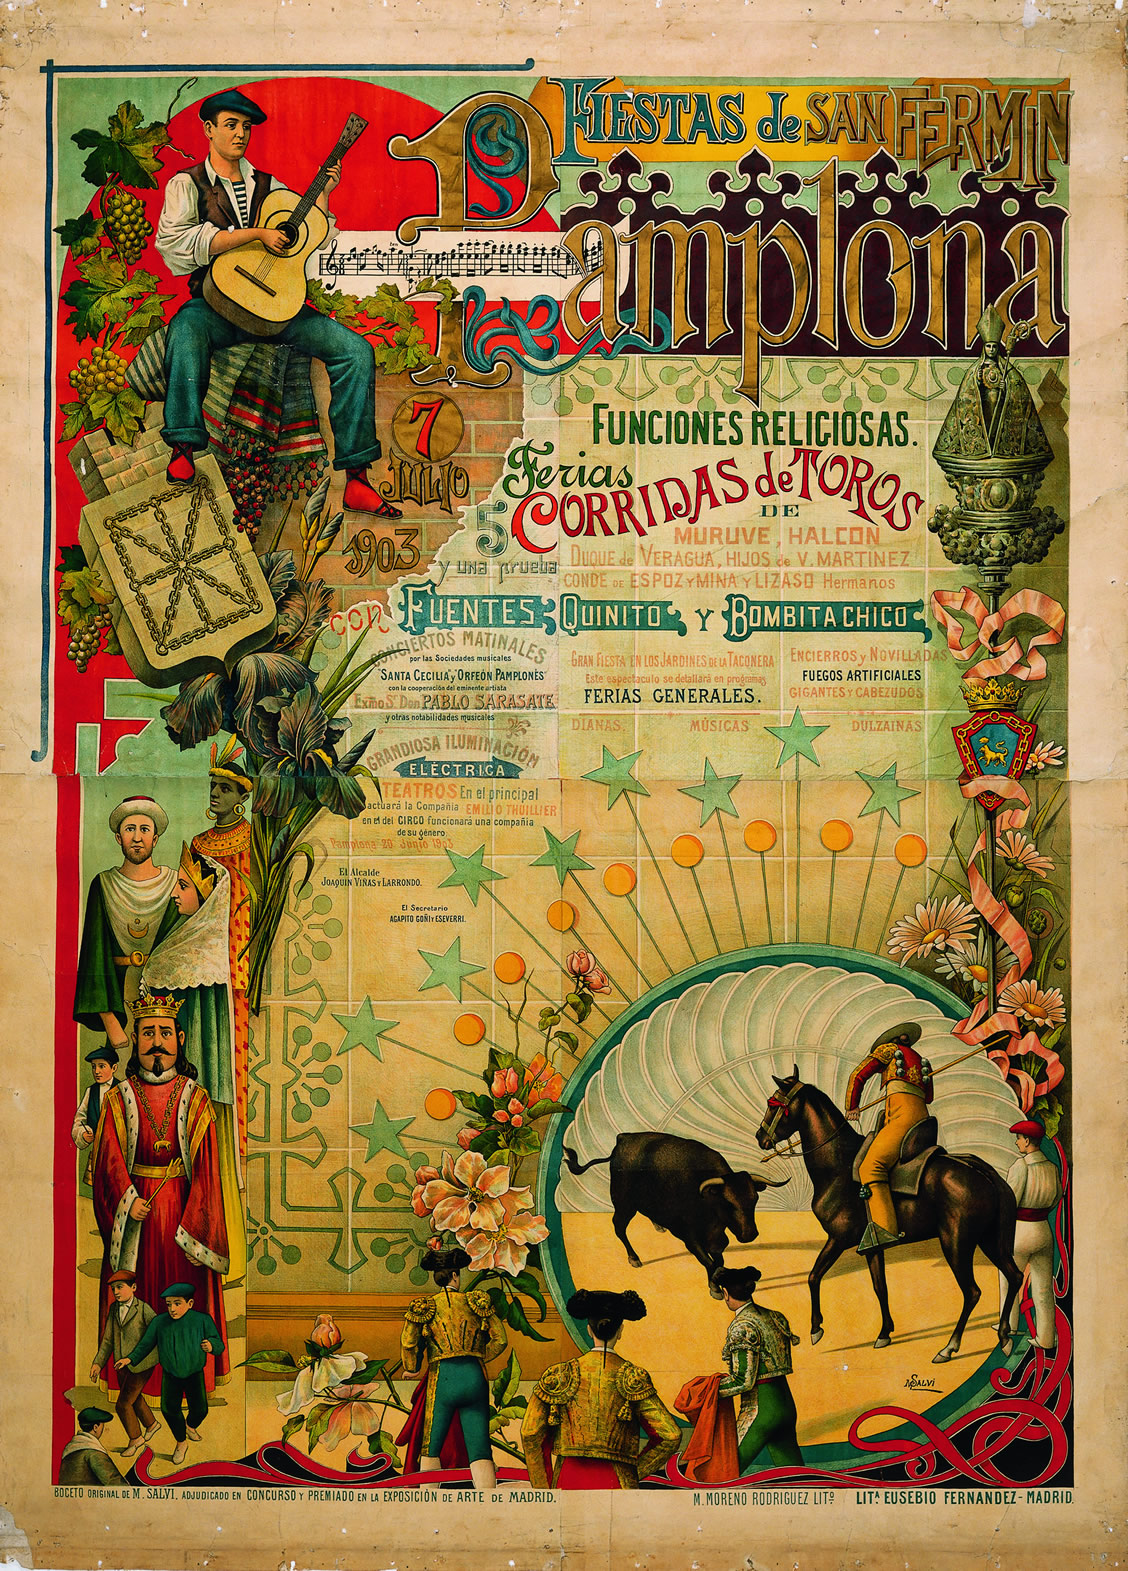 FIESTAS de SAN FERMIN
Pamplona
7
JULIO
1903
FUNCIONES RELIGIOSAS.
Ferias
5 CORRIDAS de TOROS
y una prueba
DE
MURUVE, HALCON
DUQUE de VERAGUA, HIJOS de V. MARTINEZ
CONDE DE ESPOZ Y MINA Y LIZASO Hermanos
con FUENTES QUINITO Y BOMBITA CHICO
CONCIERTOS MATINALES
por las Sociedades musicales
"SANTA CECILIA" y ORFEÓN PAMPLONÉS"
con la cooperación del eminente artista
Exmo Sr. Don PABLO SARASATE
y otras notabilidades musicales
GRANDIOSA ILUMINACIÓN
ELÉCTRICA
TEATROS En el principal
actuará la Compañia EMILIO THUILLIER
en el del CIRCO funcionará una compañia
de su género
Pamplona 20 Junio 1903
El Alcalde
JOAQUIN VIÑAS Y LARRONDO.
El Secretario
AGAPITO GOÑI Y ESEVERRI.
GRAN FIESTA EN LOS JARDINES DE LA TACONERA
Este espectaculo se detallará en programas
FERIAS GENERALES.
ENCIERROS y NOVILLADAS
FUEGOS ARTIFICIALES
GIGANTES Y CABEZUDOS
DIANAS. MÚSICAS DULZAINAS
M SALVI
BOCETO ORIGINAL DE M. SALVI. ADJUDICADO EN CONCURSO Y PREMIADO EN LA EXPOSICIÓN DE ARTE DE MADRID.
M. MORENO RODRIGUEZ LITº LITª EUSEBIO FERNANDEZ - MADRID.